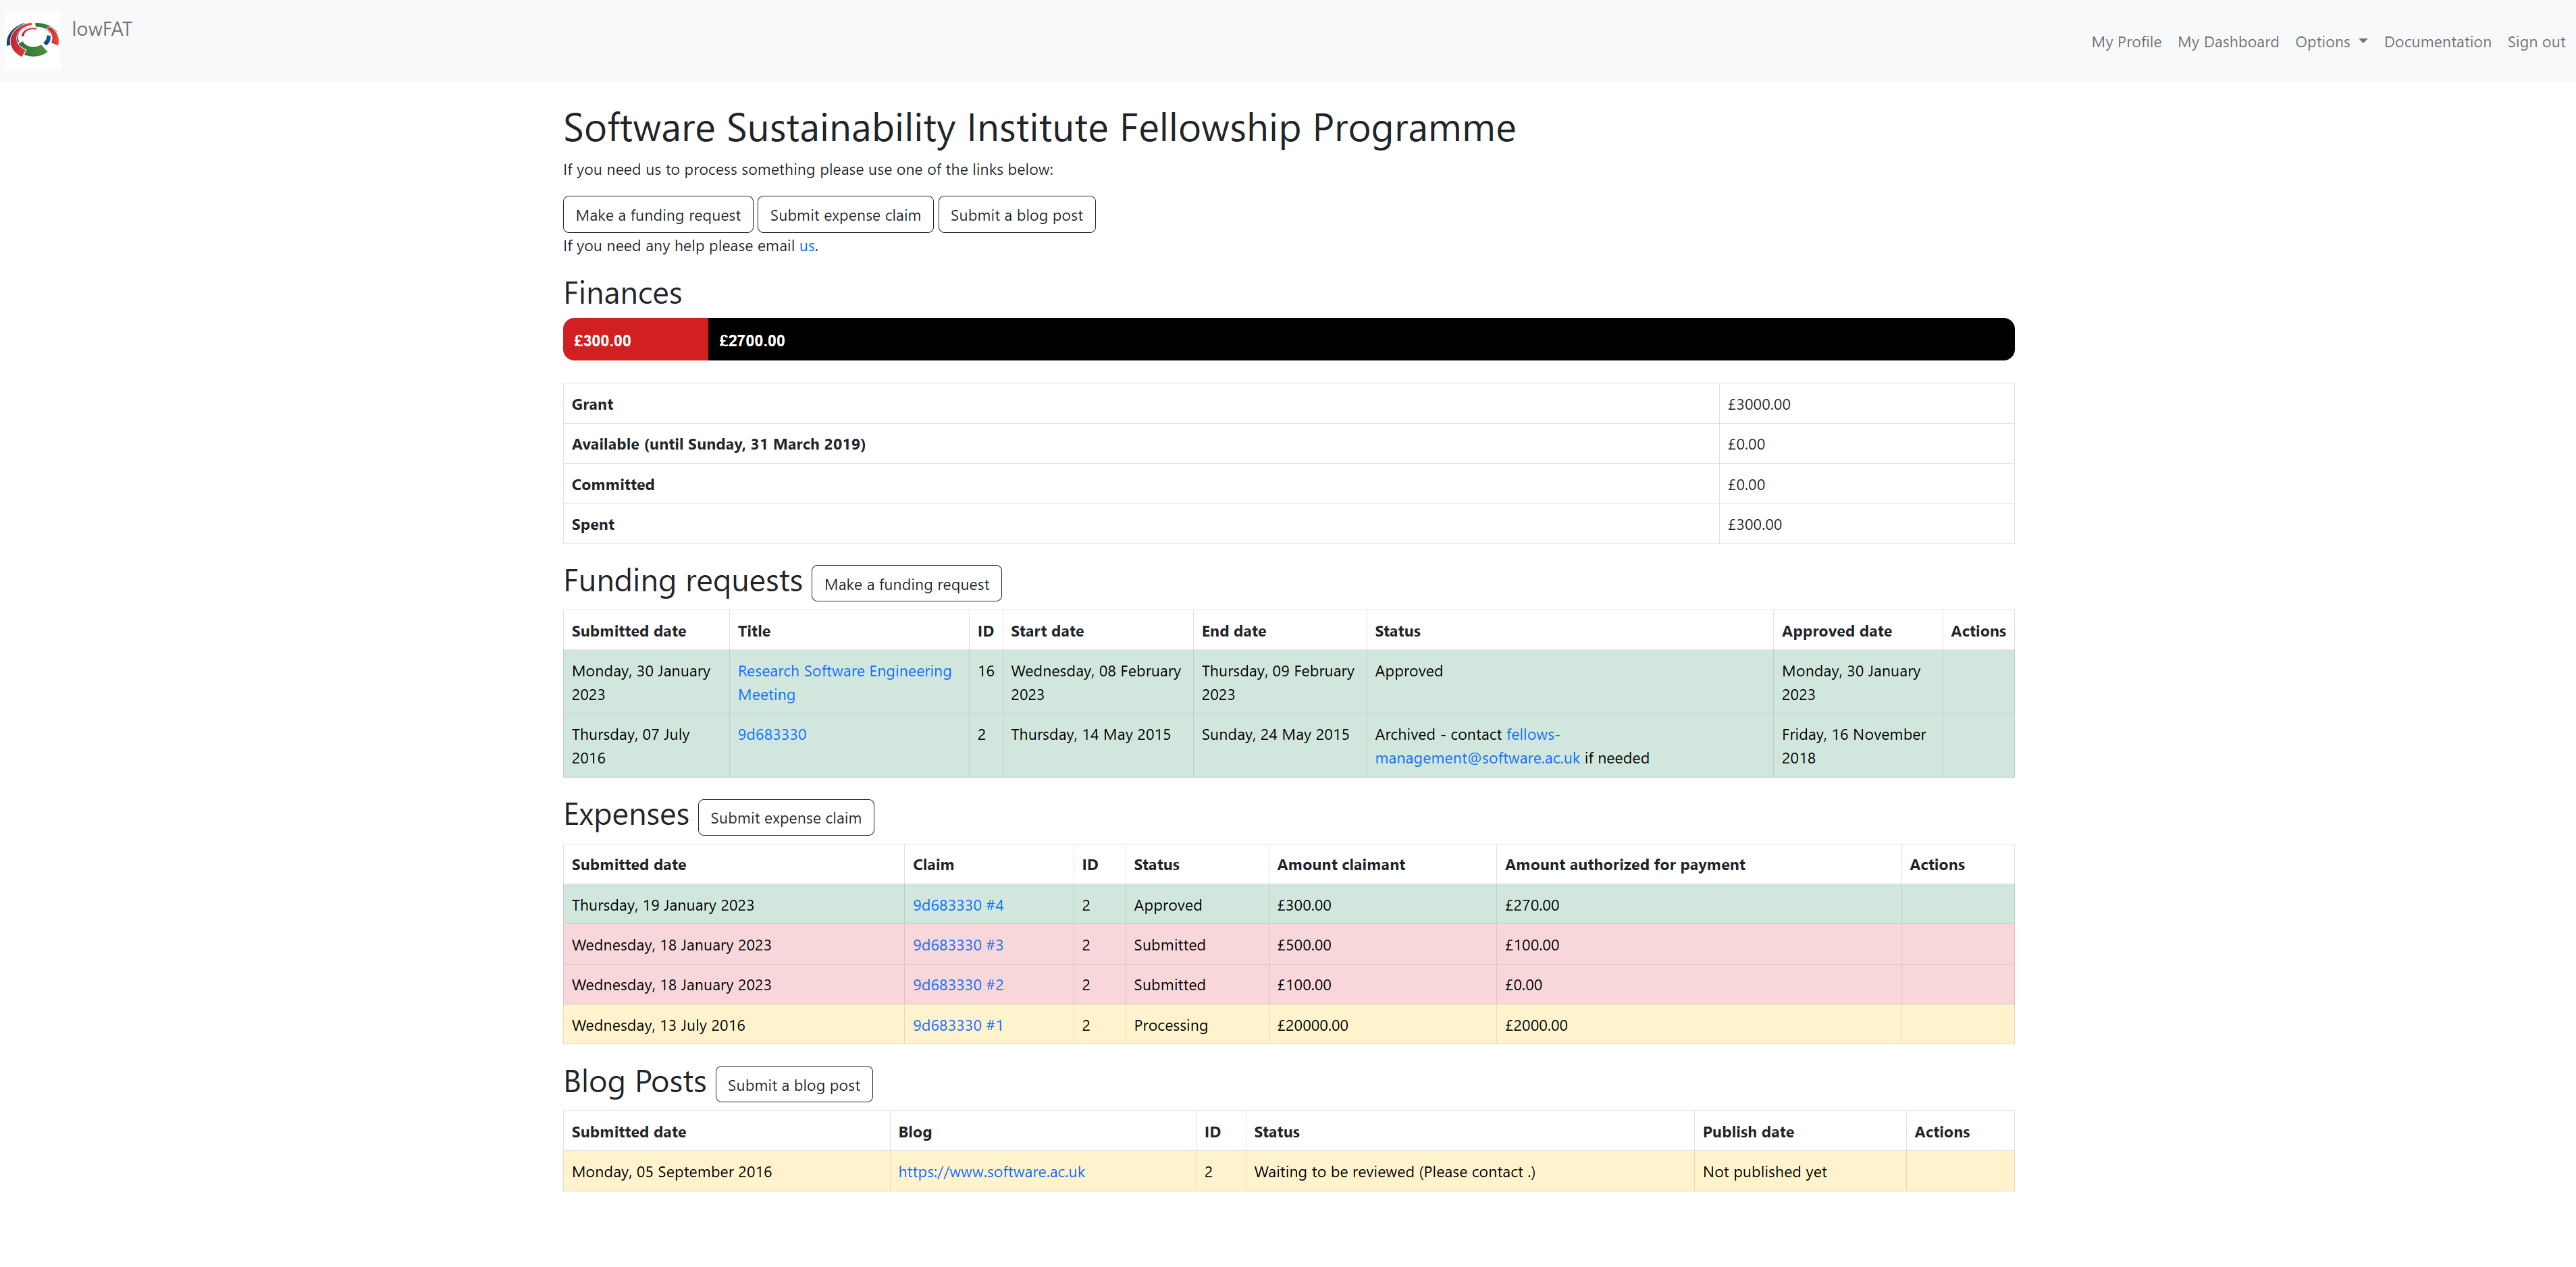 lowFAT
My Profile My Dashboard Options Documentation Sign out
Software Sustainability Institute Fellowship Programme
If you need us to process something please use one of the links below:
Make a funding request Submit expense claim Submit a blog post
If you need any help please email us.
Finances
£300.00 £2700.00
Grant £3000.00
Available (until Sunday, 31 March 2019) £0.00
Committed £0.00
Spent £300.00
Funding requests Make a funding request
Submitted date Title ID Start date End date Status Approved date Actions
Monday, 30 January 2023 Research Software Engineering Meeting 16 Wednesday, 08 February 2023 Thursday, 09 February 2023 Approved Monday, 30 January 2023
Thursday, 07 July 2016 9d683330 2 Thursday, 14 May 2015 Sunday, 24 May 2015 Archived - contact fellows-management@software.ac.uk if needed Friday, 16 November 2018
Expenses Submit expense claim
Submitted date Claim ID Status Amount claimant Amount authorized for payment Actions
Thursday, 19 January 2023 9d683330 #4 2 Approved £300.00 £270.00
Wednesday, 18 January 2023 9d683330 #3 2 Submitted £500.00 £100.00
Wednesday, 18 January 2023 9d683330 #2 2 Submitted £100.00 £0.00
Wednesday, 13 July 2016 9d683330 #1 2 Processing £20000.00 £2000.00
Blog Posts Submit a blog post
Submitted date Blog ID Status Publish date Actions
Monday, 05 September 2016 https://www.software.ac.uk 2 Waiting to be reviewed (Please contact .) Not published yet